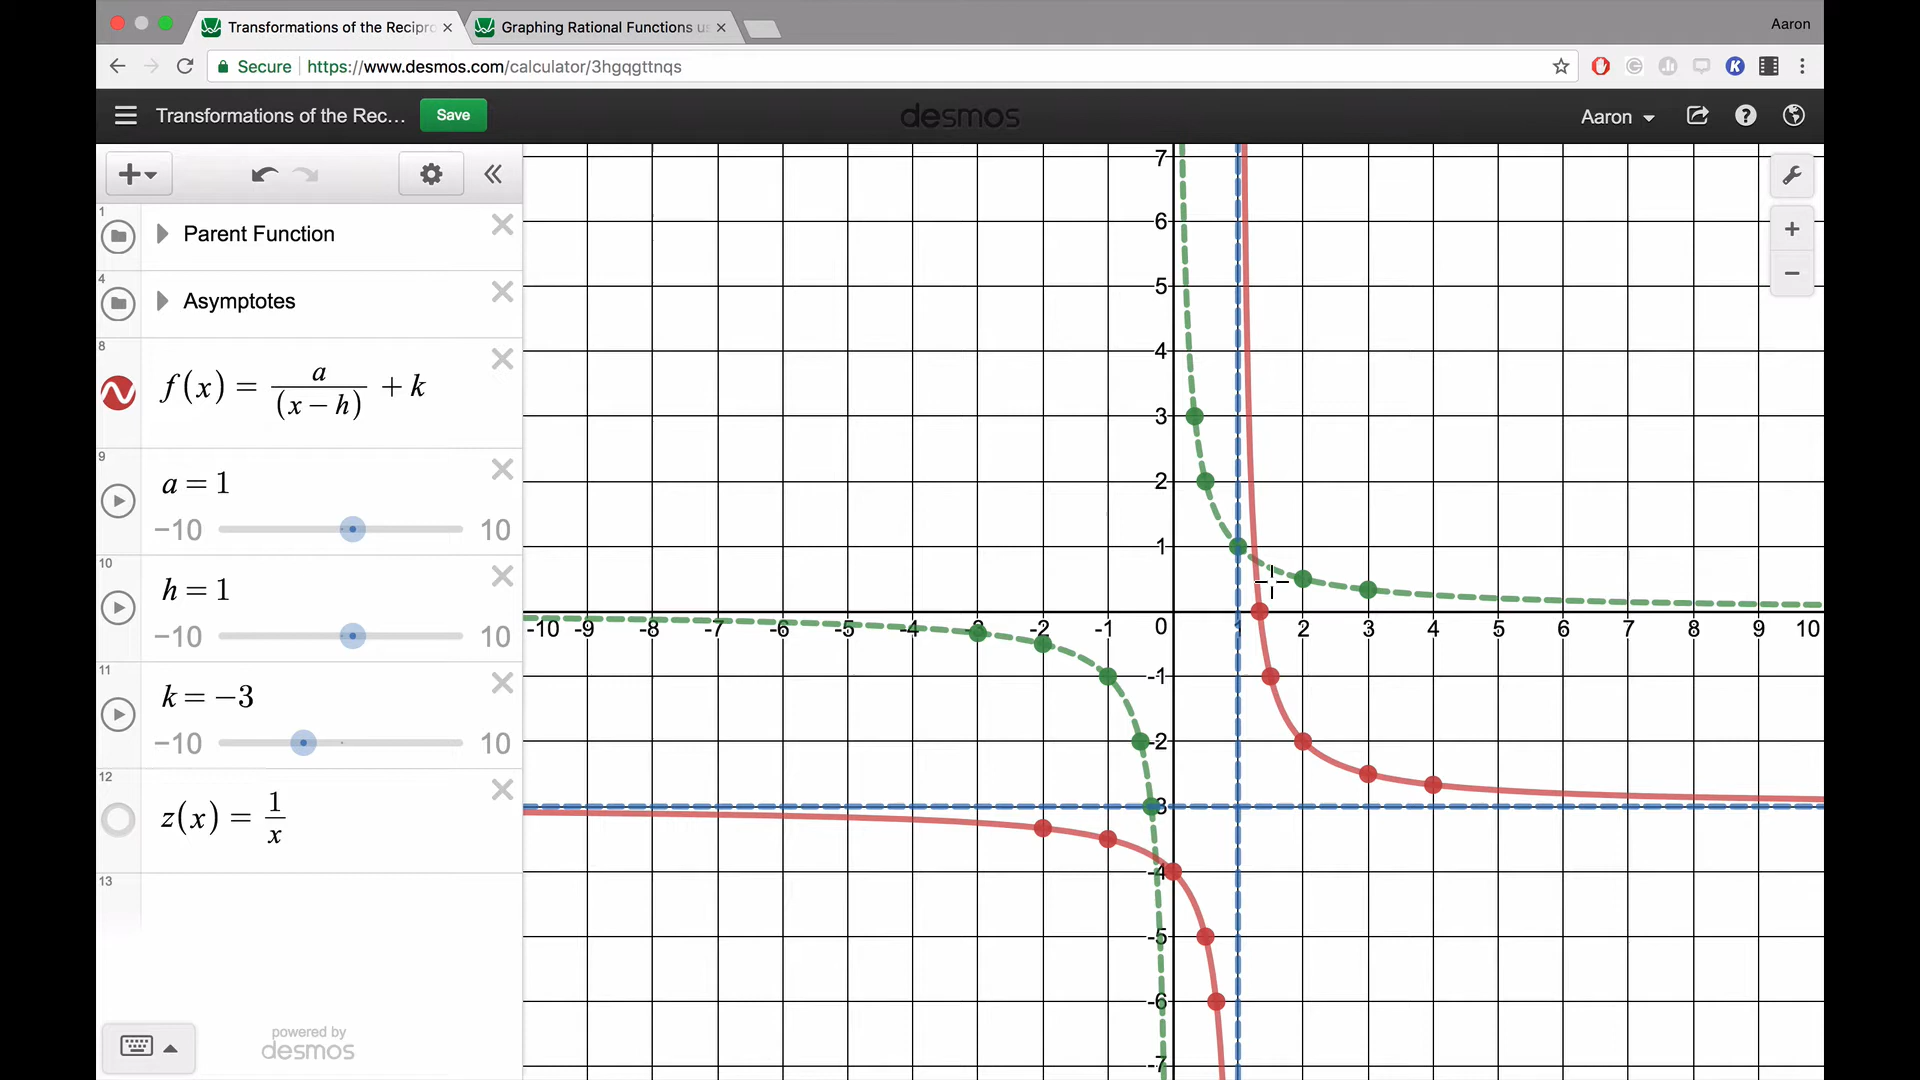 Transformations of the Recipro
Graphing Rational Functions us
Aaron
Secure https://www.desmos.com/calculator/3hgqgttnqs
Transformations of the Rec...
Save
desmos
Aaron
1
Parent Function
4
Asymptotes
8
f(x) = a/(x − h) + k
9
a = 1
−10 10
10
h = 1
−10 10
11
k = −3
−10 10
12
z(x) = 1/x
13
powered by
desmos
7
6
5
4
3
2
1
-10 -9 -8 -7 -6 -5 -4 -3 -2 -1 0 1 2 3 4 5 6 7 8 9 10
-1
-2
-3
-4
-5
-6
-7